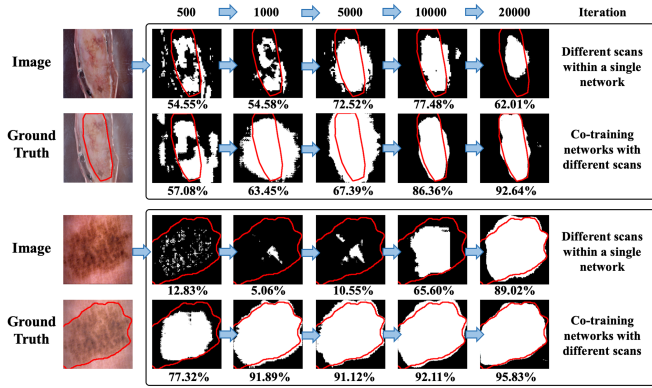 500 1000 5000 10000 20000 Iteration
Image
Different scans
within a single
network
54.55% 54.58% 72.52% 77.48% 62.01%
Ground
Truth
Co-training
networks with
different scans
57.08% 63.45% 67.39% 86.36% 92.64%
Image
Different scans
within a single
network
12.83% 5.06% 10.55% 65.60% 89.02%
Ground
Truth
Co-training
networks with
different scans
77.32% 91.89% 91.12% 92.11% 95.83%